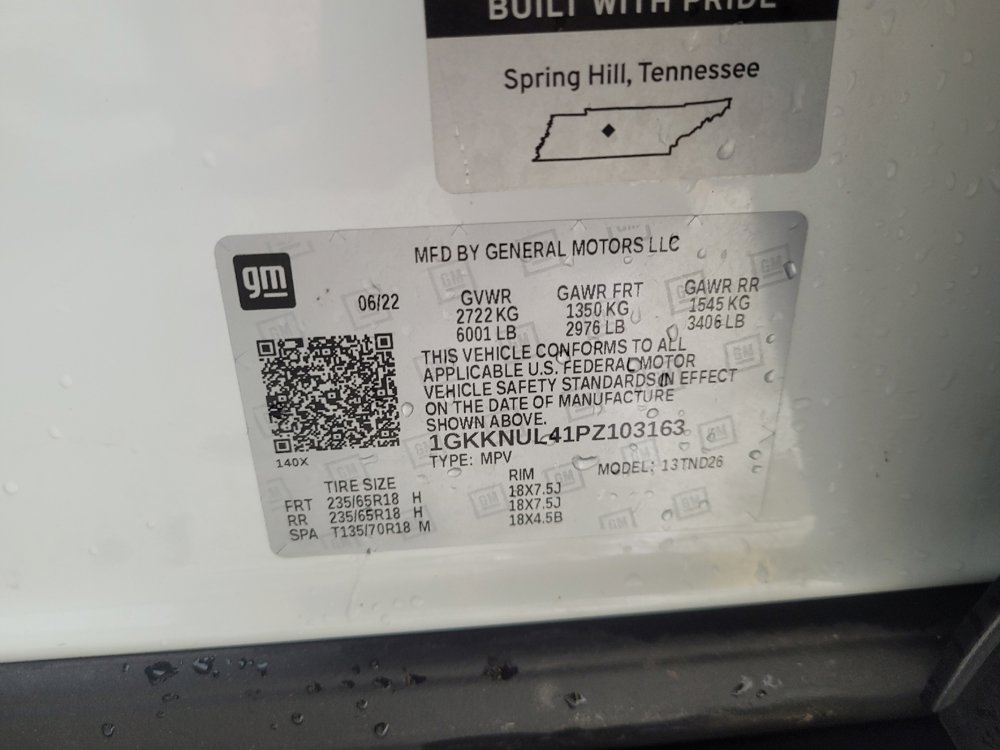 BUILT WITH PRIDE
Spring Hill, Tennessee
gm
MFD BY GENERAL MOTORS LLC
06/22 GVWR GAWR FRT GAWR RR
2722 KG 1350 KG 1545 KG
6001 LB 2976 LB 3406 LB
THIS VEHICLE CONFORMS TO ALL
APPLICABLE U.S. FEDERAL MOTOR
VEHICLE SAFETY STANDARDS IN EFFECT
ON THE DATE OF MANUFACTURE
SHOWN ABOVE.
1GKKNUL41PZ103163
TYPE: MPV MODEL: 13TND26
140X
TIRE SIZE RIM
FRT 235/65R18 H 18X7.5J
RR 235/65R18 H 18X7.5J
SPA T135/70R18 M 18X4.5B